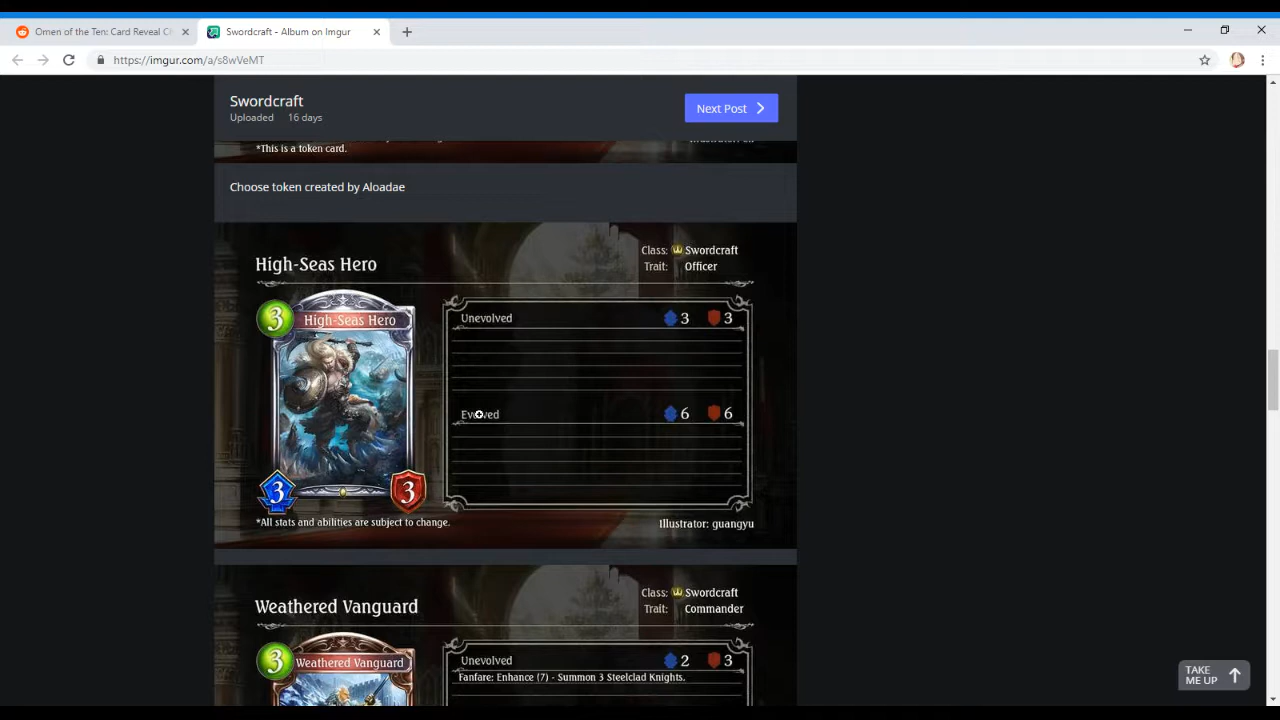 Omen of the Ten: Card Reveal Ch
Swordcraft - Album on Imgur
https://imgur.com/a/s8wVeMT
Swordcraft
Uploaded 16 days
Next Post
*This is a token card.
Choose token created by Aloadae
Class: Swordcraft
Trait: Officer
High-Seas Hero
3
High-Seas Hero
Unevolved 3 3
Evolved 6 6
3 3
*All stats and abilities are subject to change.
Illustrator: guangyu
Class: Swordcraft
Trait: Commander
Weathered Vanguard
3
Weathered Vanguard
Unevolved 2 3
Fanfare: Enhance (7) - Summon 3 Steelclad Knights.
TAKE
ME UP